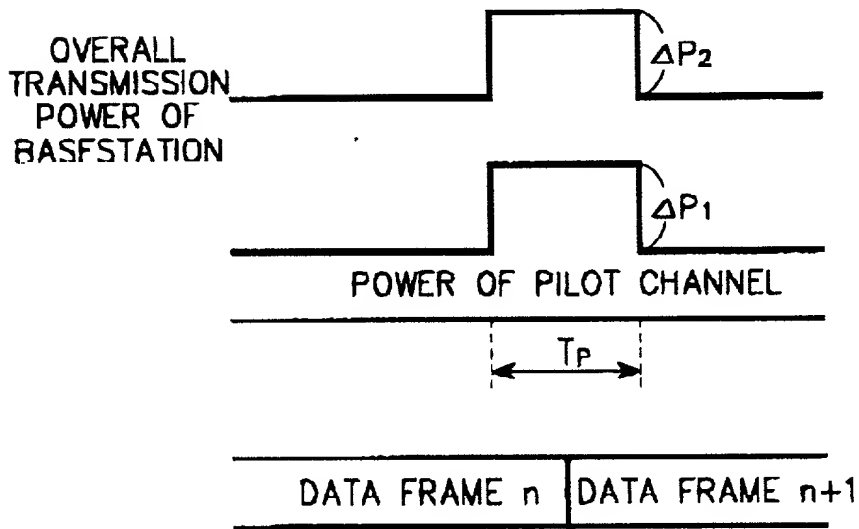 OVERALL
TRANSMISSION
POWER OF
BASFSTATION
ΔP2
ΔP1
POWER OF PILOT CHANNEL
TP
DATA FRAME n
DATA FRAME n+1